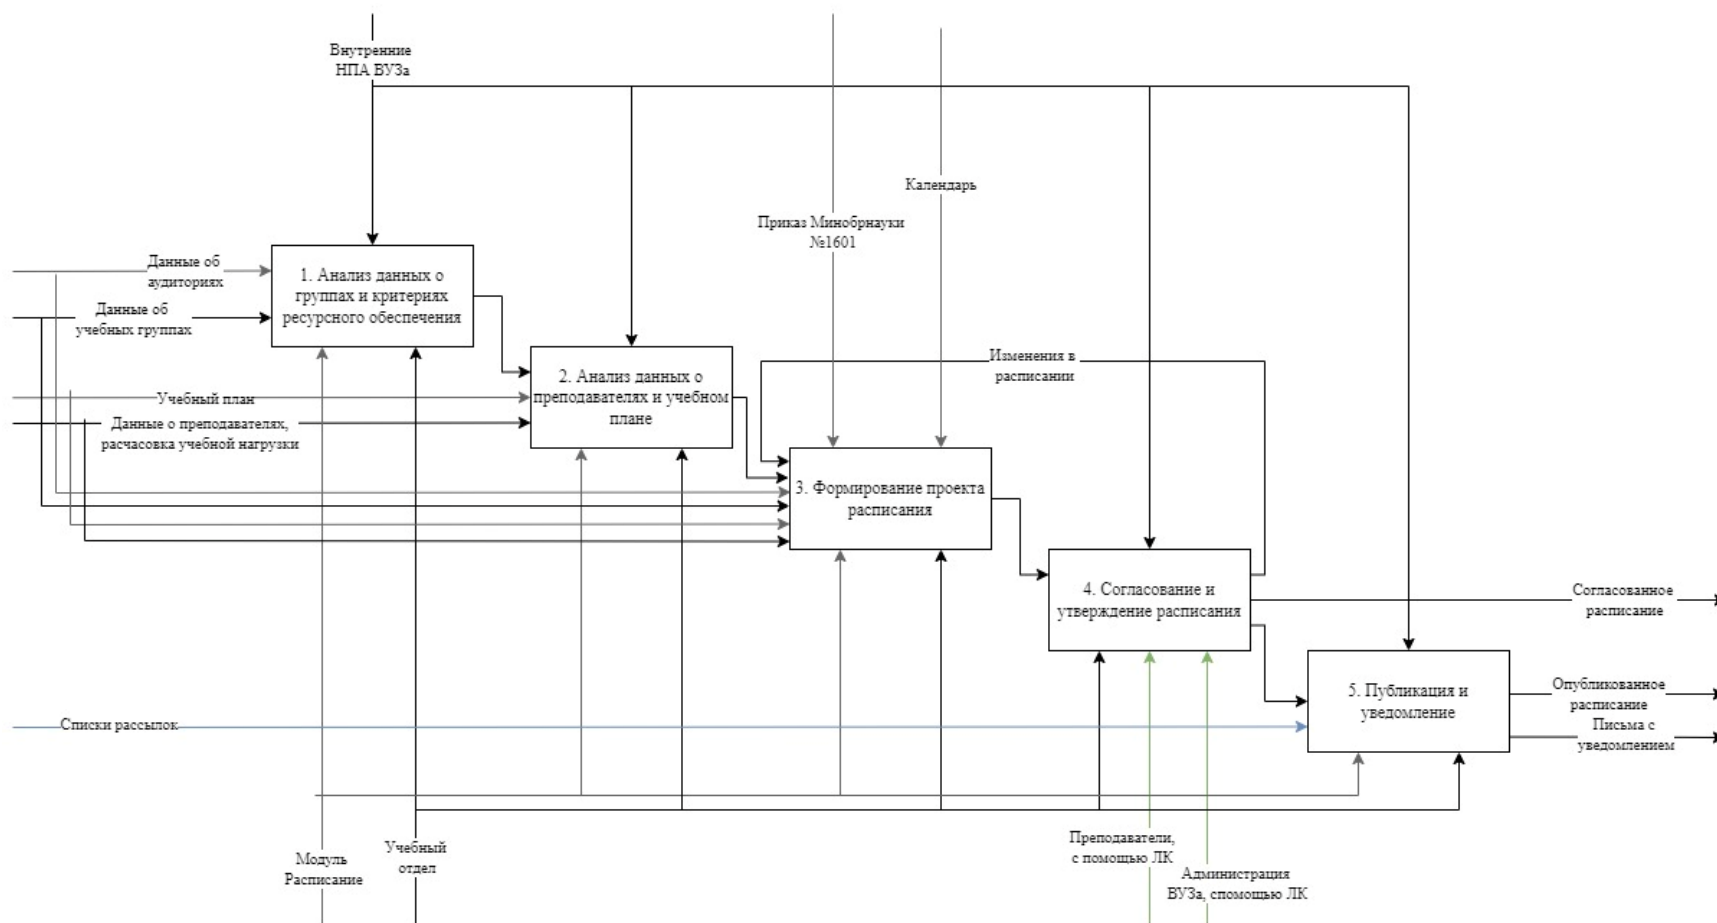 Внутренние
НПА ВУЗа
Календарь
Приказ Минобрнауки
№1601
Данные об
аудиториях
1. Анализ данных о
группах и критериях
ресурсного обеспечения
Данные об
учебных группах
Изменения в
расписании
2. Анализ данных о
преподавателях и учебном
плане
Учебный план
Данные о преподавателях,
расчасовка учебной нагрузки
3. Формирование проекта
расписания
4. Согласование и
утверждение расписания
Согласованное
расписание
5. Публикация и
уведомление
Опубликованное
расписание
Письма с
уведомлением
Списки рассылок
Модуль
Расписание
Учебный
отдел
Преподаватели,
с помощью ЛК
Администрация
ВУЗа, спомощью ЛК